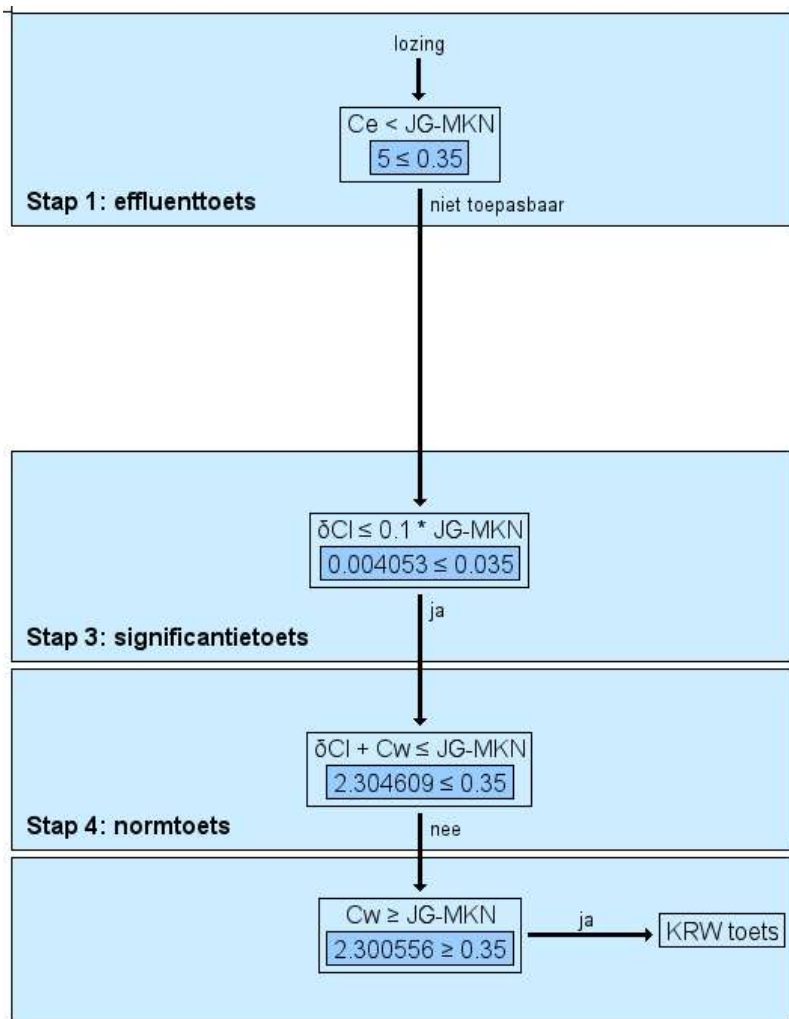 lozing
Ce < JG-MKN
5 ≤ 0.35
Stap 1: effluenttoets
niet toepasbaar
δCl ≤ 0.1 * JG-MKN
0.004053 ≤ 0.035
ja
Stap 3: significantietoets
δCl + Cw ≤ JG-MKN
2.304609 ≤ 0.35
Stap 4: normtoets
nee
Cw ≥ JG-MKN
2.300556 ≥ 0.35
ja
KRW toets